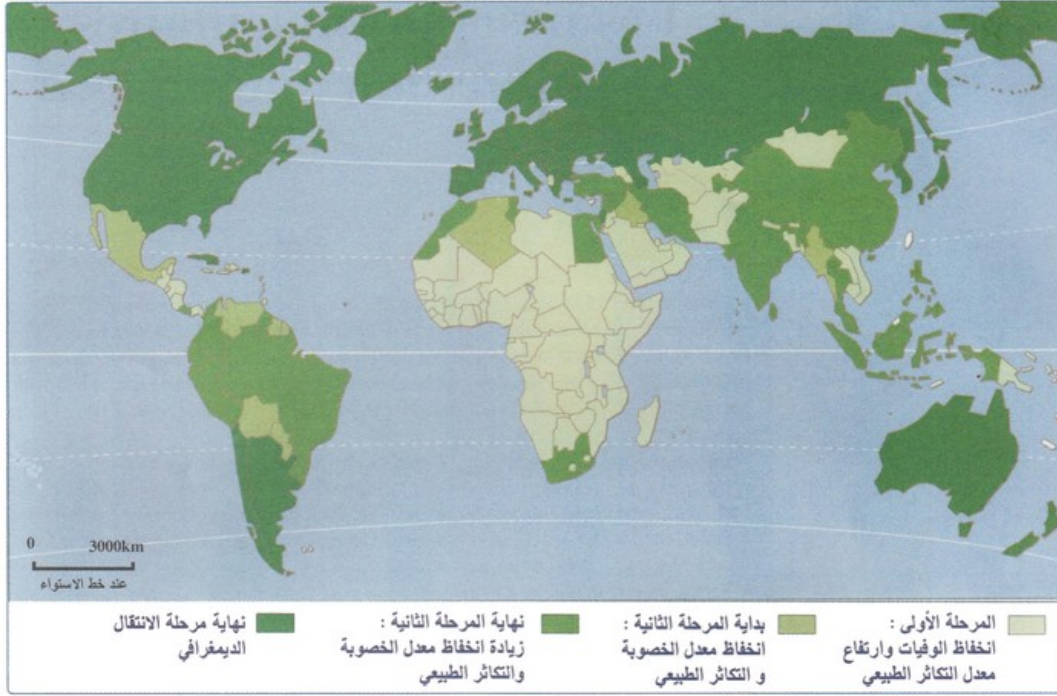 0 3000km
عند خط الاستواء
المرحلة الأولى :
انخفاض الوفيات وارتفاع
معدل التكاثر الطبيعي
بداية المرحلة الثانية :
انخفاض معدل الخصوبة
و التكاثر الطبيعي
نهاية المرحلة الثانية :
زيادة انخفاض معدل الخصوبة
والتكاثر الطبيعي
نهاية مرحلة الانتقال
الديمغرافي